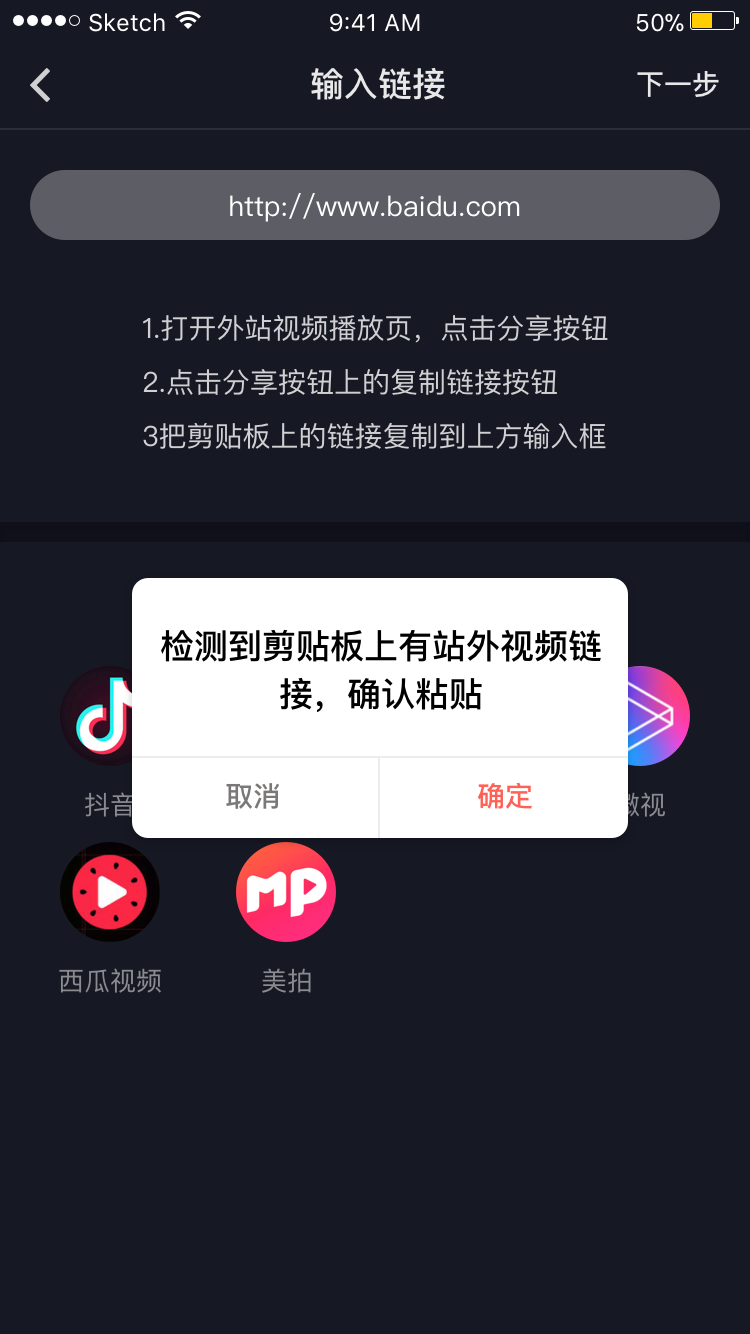 Sketch 9:41 AM 50%
输入链接 下一步
http://www.baidu.com
1.打开外站视频播放页，点击分享按钮
2.点击分享按钮上的复制链接按钮
3把剪贴板上的链接复制到上方输入框
检测到剪贴板上有站外视频链
接，确认粘贴
取消 确定
抖音 微视
MP
西瓜视频 美拍